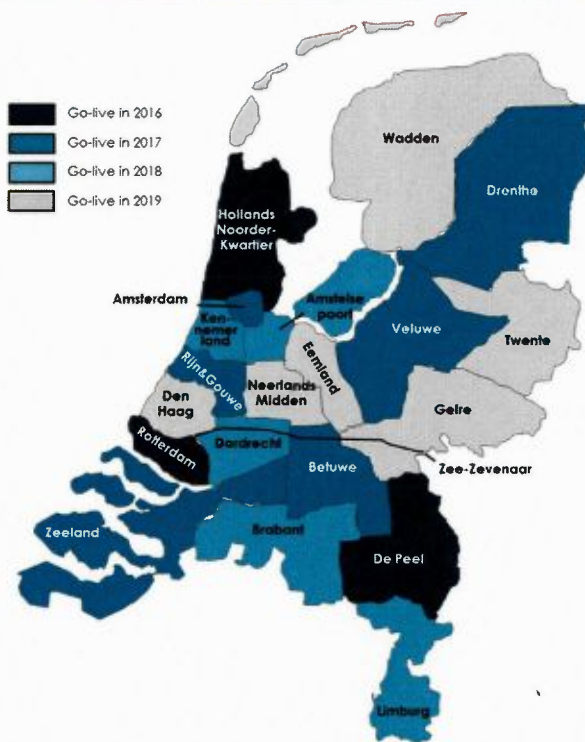 Go-live in 2016
Go-live in 2017
Go-live in 2018
Go-live in 2019
Wadden
Drenthe
Hollands
Noorder-
Kwartier
Amsterdam
Ken-
nemer
land
Amstelse
poort
Veluwe
Twente
Eemland
Rijn&Gouwe
Neerlands
Midden
Den
Haag
Gelre
Rotterdam
Dordrecht
Betuwe
Zee-Zevenaar
Zeeland
Brabant
De Peel
Limburg